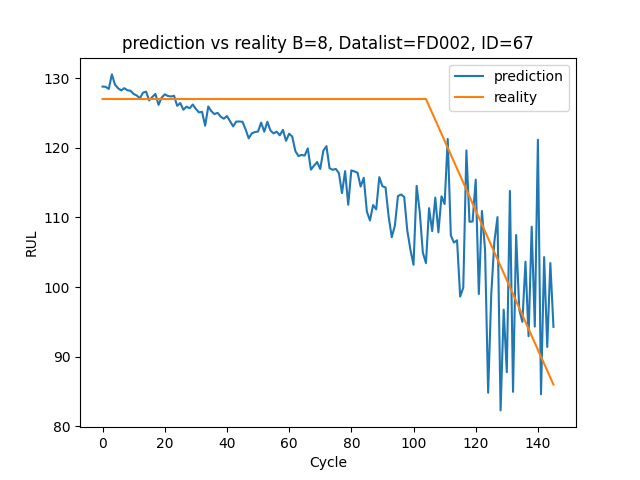 prediction vs reality B=8, Datalist=FD002, ID=67
prediction
reality
RUL
130
120
110
100
90
80
0 20 40 60 80 100 120 140
Cycle